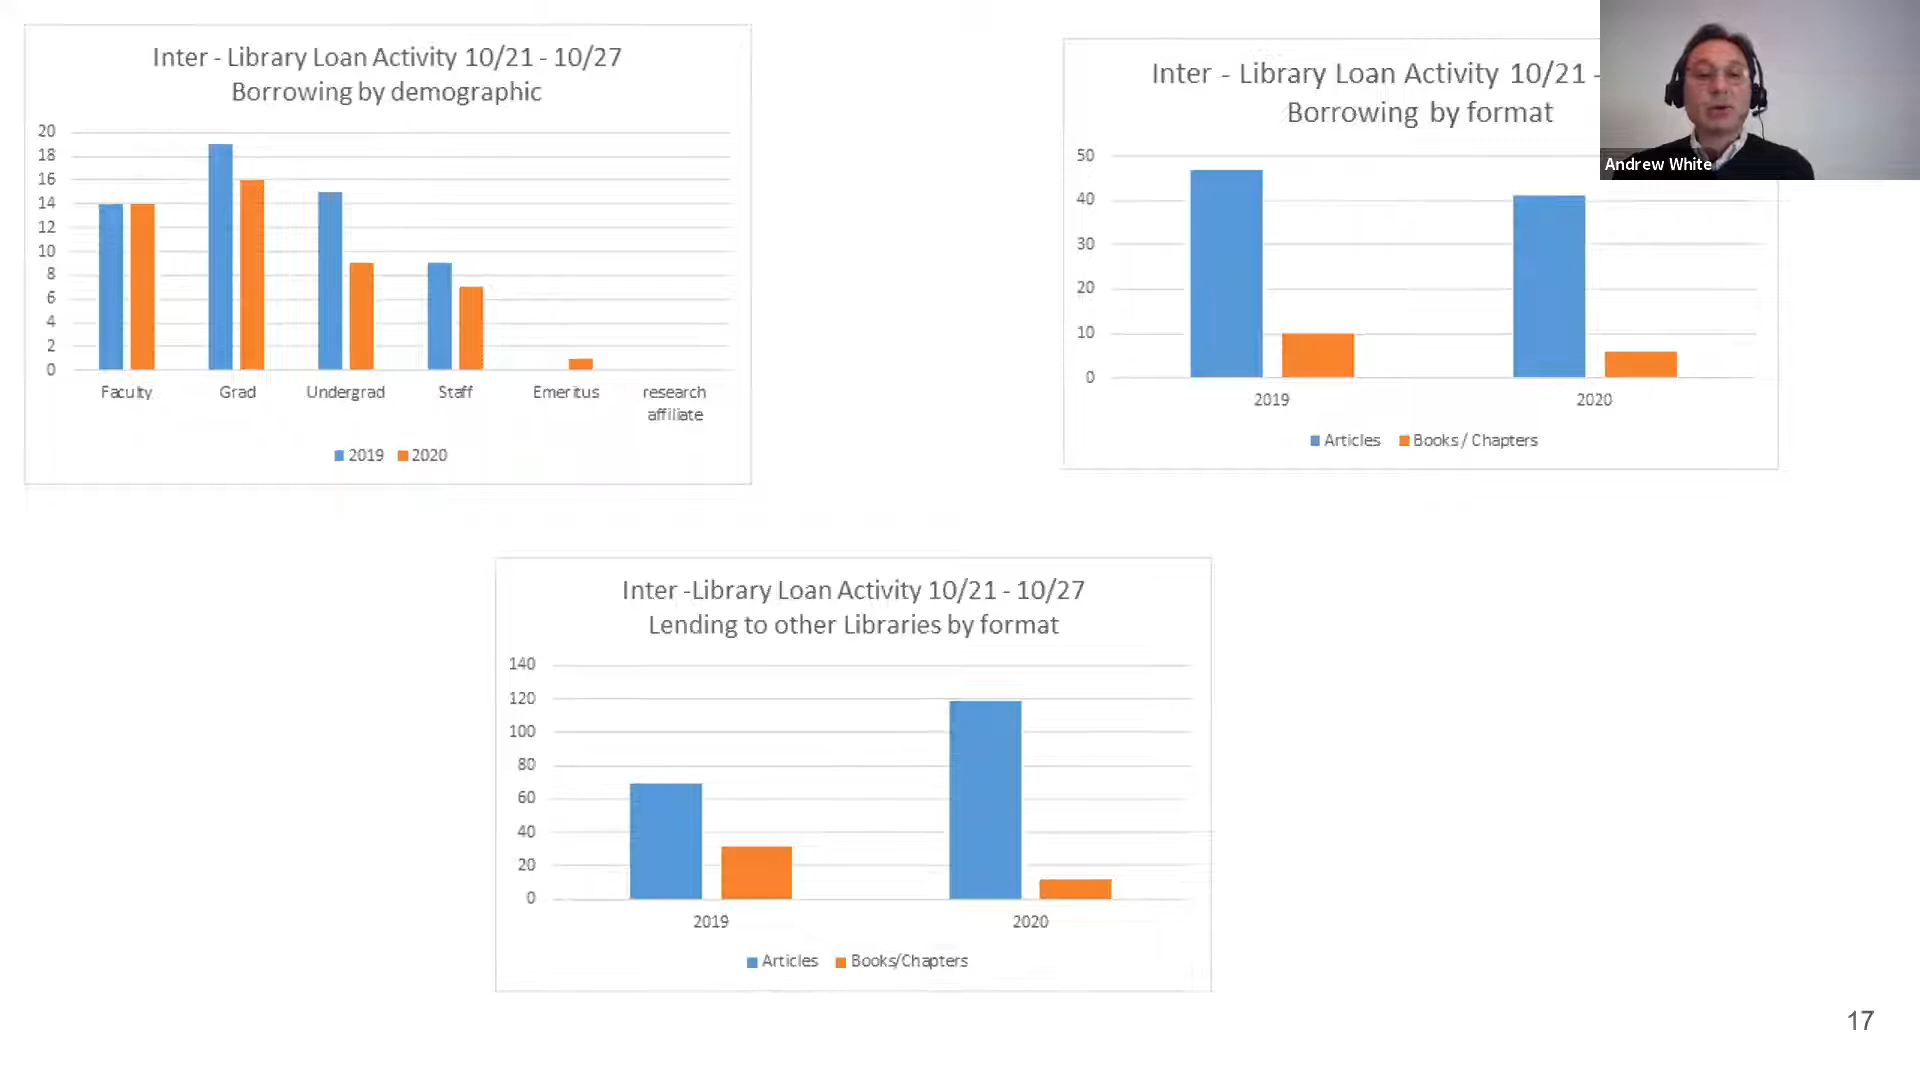 Inter - Library Loan Activity 10/21 - 10/27
Borrowing by demographic
20
18
16
14
12
10
8
6
4
2
0
Faculty Grad Undergrad Staff Emeritus research
affiliate
2019 2020
Inter - Library Loan Activity 10/21 -
Borrowing by format
50
40
30
20
10
0
2019 2020
Articles Books / Chapters
Andrew White
Inter -Library Loan Activity 10/21 - 10/27
Lending to other Libraries by format
140
120
100
80
60
40
20
0
2019 2020
Articles Books/Chapters
17